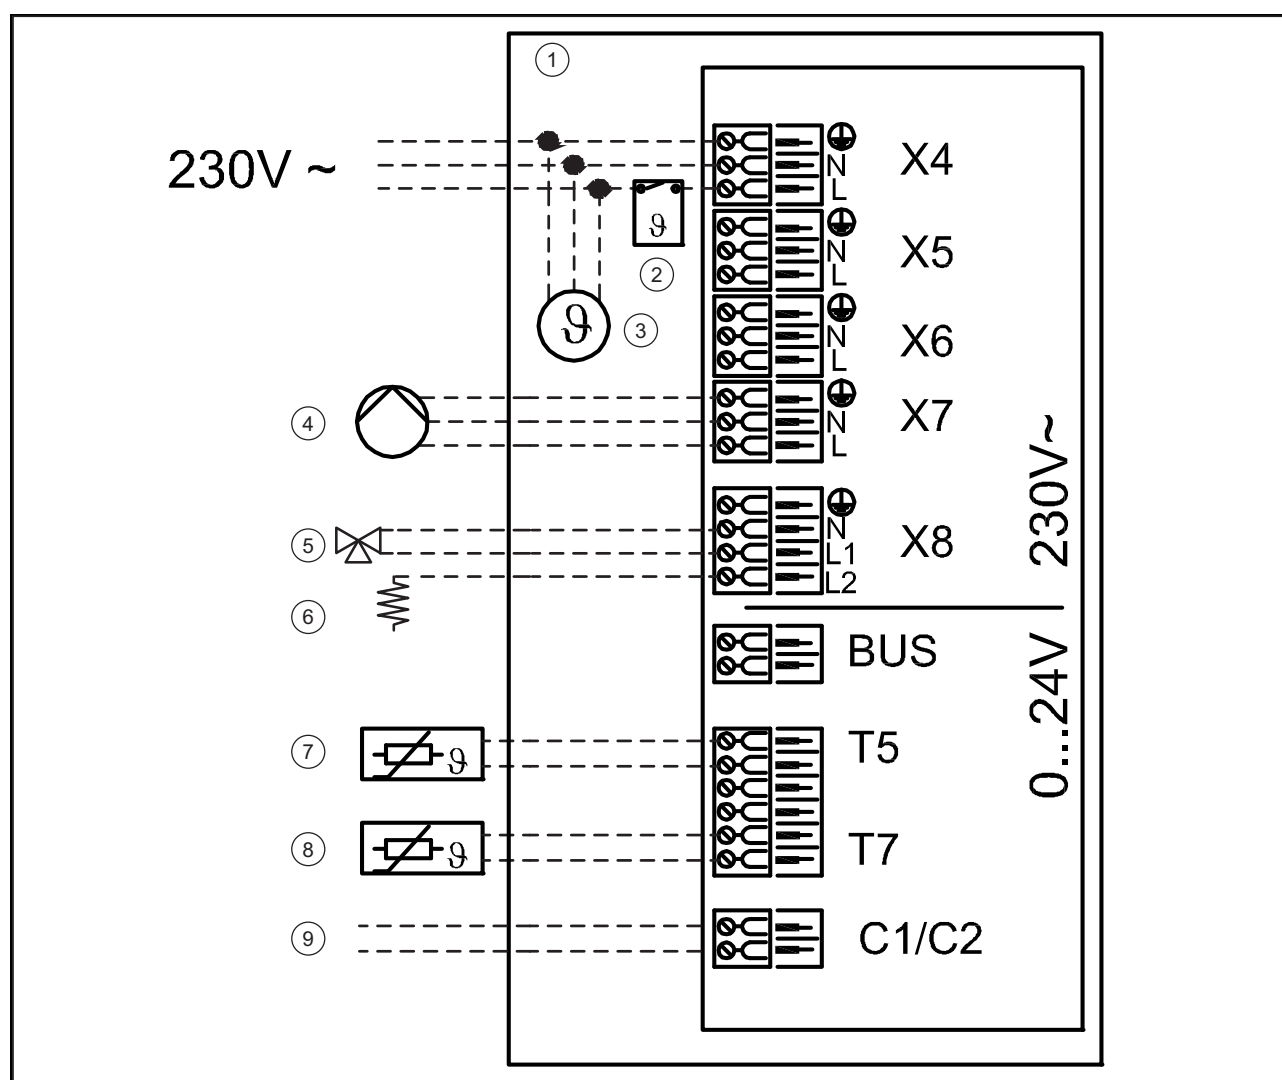 1
230V ~
N
L
X4
ϑ
2
N
L
X5
ϑ
3
N
L
X6
4
N
L
X7
230V~
5
N
L1
L2
X8
6
BUS
0...24V
7
ϑ
T5
8
ϑ
T7
9
C1/C2